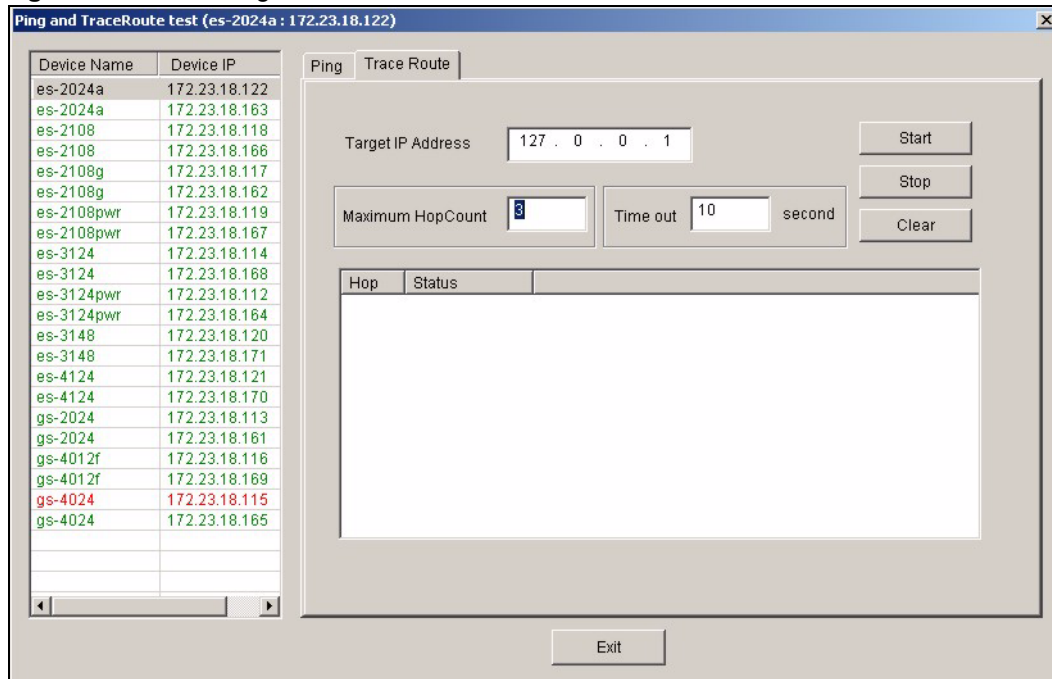 Ping and TraceRoute test (es-2024a : 172.23.18.122)
Device Name Device IP
es-2024a 172.23.18.122
es-2024a 172.23.18.163
es-2108 172.23.18.118
es-2108 172.23.18.166
es-2108g 172.23.18.117
es-2108g 172.23.18.162
es-2108pwr 172.23.18.119
es-2108pwr 172.23.18.167
es-3124 172.23.18.114
es-3124 172.23.18.168
es-3124pwr 172.23.18.112
es-3124pwr 172.23.18.164
es-3148 172.23.18.120
es-3148 172.23.18.171
es-4124 172.23.18.121
es-4124 172.23.18.170
gs-2024 172.23.18.113
gs-2024 172.23.18.161
gs-4012f 172.23.18.116
gs-4012f 172.23.18.169
gs-4024 172.23.18.115
gs-4024 172.23.18.165
Ping Trace Route
Target IP Address 127 . 0 . 0 . 1 Start
Stop
Maximum HopCount 3 Time out 10 second
Clear
Hop Status
Exit